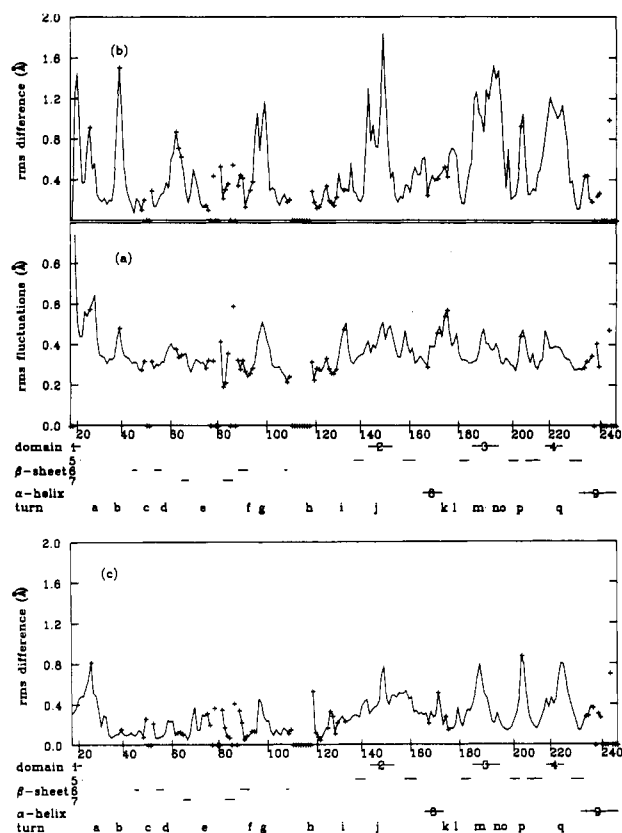 (b)
rms difference (Å)
2.0
1.6
1.2
0.8
0.4
(a)
rms fluctuations (Å)
0.8
0.6
0.4
0.2
0.0
20 40 60 80 100 120 140 160 180 200 220 240
domain 1 2 3 4
5
β-sheet 6
7
α-helix 8 9
turn a b c d e f g h i j k l m n o p q
(c)
rms difference (Å)
2.0
1.6
1.2
0.8
0.4
0.0
20 40 60 80 100 120 140 160 180 200 220 240
domain 1 2 3 4
5
β-sheet 6
7
α-helix 8 9
turn a b c d e f g h i j k l m n o p q